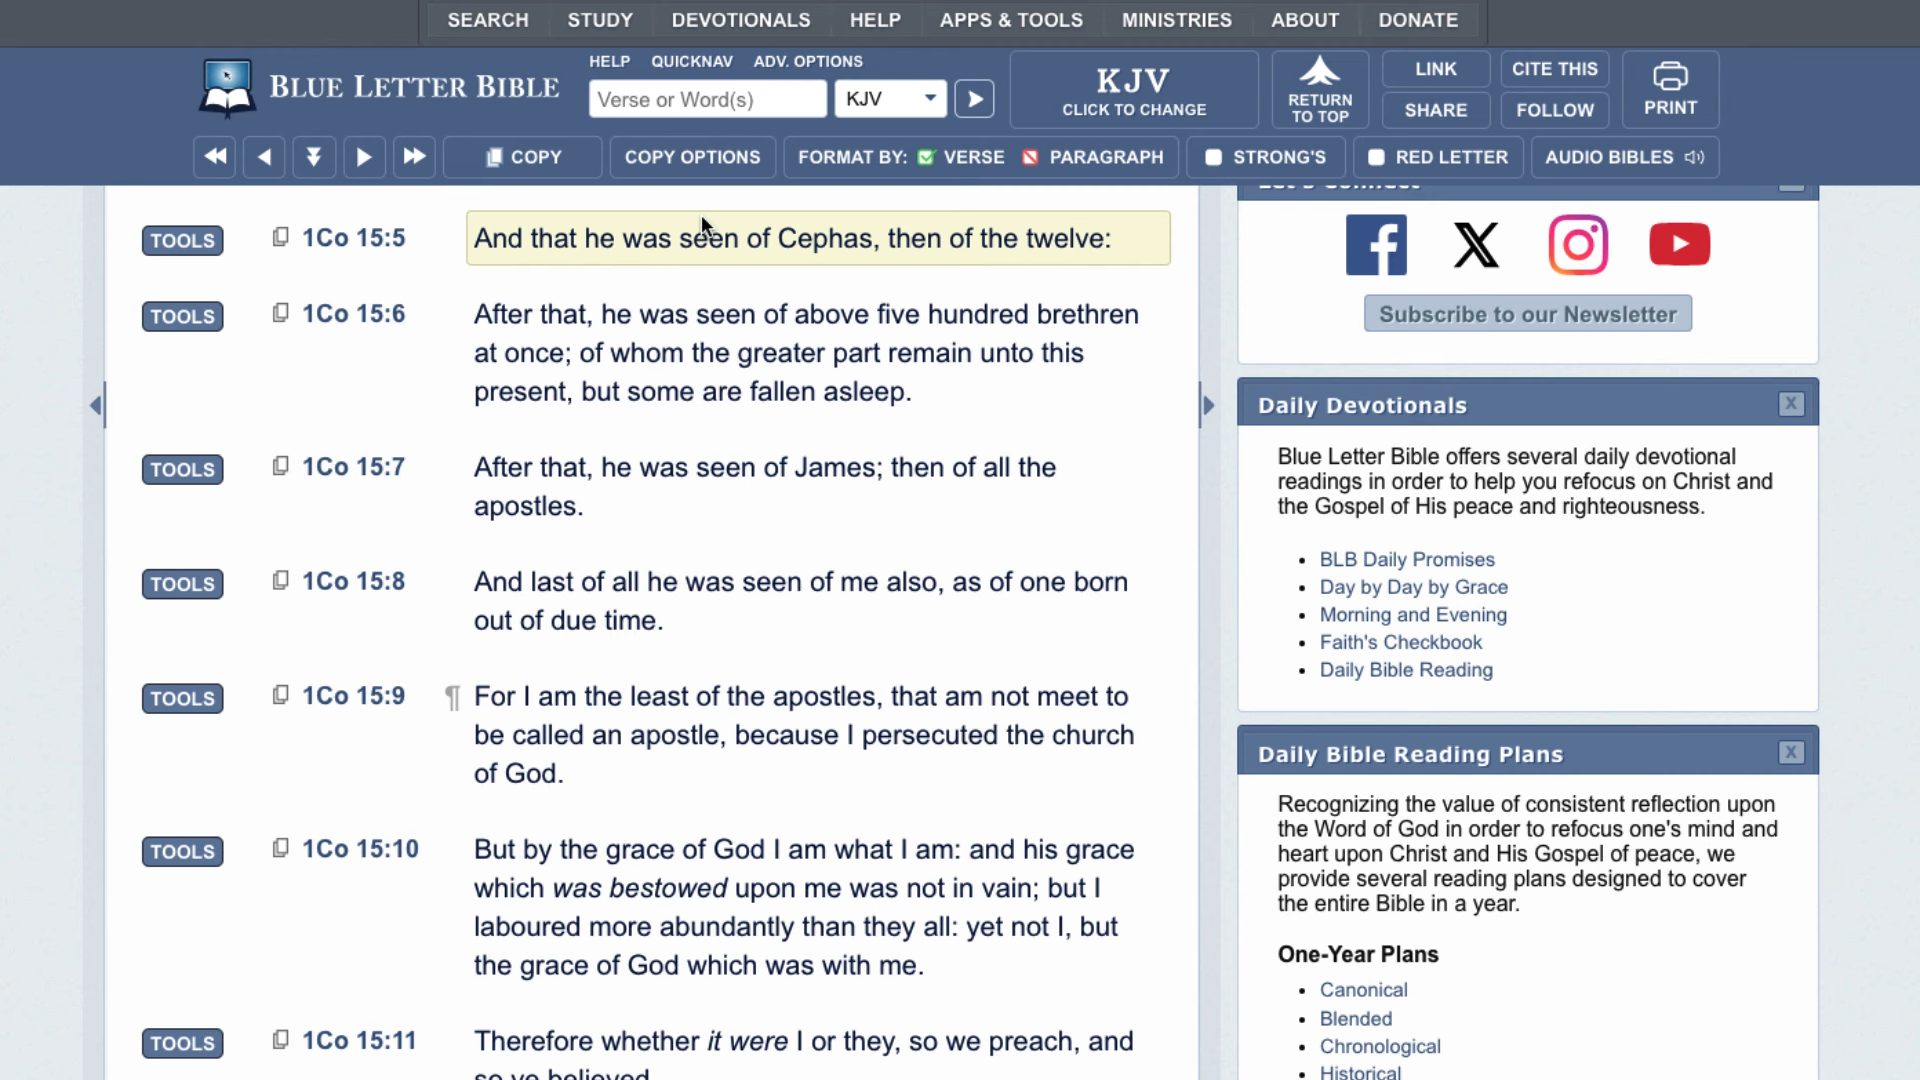 SEARCH STUDY DEVOTIONALS HELP APPS & TOOLS MINISTRIES ABOUT DONATE
BLUE LETTER BIBLE
HELP QUICKNAV ADV. OPTIONS
Verse or Word(s) KJV
KJV
CLICK TO CHANGE
RETURN
TO TOP
LINK CITE THIS
SHARE FOLLOW
PRINT
COPY COPY OPTIONS FORMAT BY: VERSE PARAGRAPH STRONG'S RED LETTER AUDIO BIBLES
TOOLS 1Co 15:5 And that he was seen of Cephas, then of the twelve:
TOOLS 1Co 15:6 After that, he was seen of above five hundred brethren
at once; of whom the greater part remain unto this
present, but some are fallen asleep.
TOOLS 1Co 15:7 After that, he was seen of James; then of all the
apostles.
TOOLS 1Co 15:8 And last of all he was seen of me also, as of one born
out of due time.
TOOLS 1Co 15:9 ¶ For I am the least of the apostles, that am not meet to
be called an apostle, because I persecuted the church
of God.
TOOLS 1Co 15:10 But by the grace of God I am what I am: and his grace
which was bestowed upon me was not in vain; but I
laboured more abundantly than they all: yet not I, but
the grace of God which was with me.
TOOLS 1Co 15:11 Therefore whether it were I or they, so we preach, and
so ye believed.
Let's Connect
Subscribe to our Newsletter
Daily Devotionals X
Blue Letter Bible offers several daily devotional
readings in order to help you refocus on Christ and
the Gospel of His peace and righteousness.
• BLB Daily Promises
• Day by Day by Grace
• Morning and Evening
• Faith's Checkbook
• Daily Bible Reading
Daily Bible Reading Plans X
Recognizing the value of consistent reflection upon
the Word of God in order to refocus one's mind and
heart upon Christ and His Gospel of peace, we
provide several reading plans designed to cover
the entire Bible in a year.
One-Year Plans
• Canonical
• Blended
• Chronological
• Historical